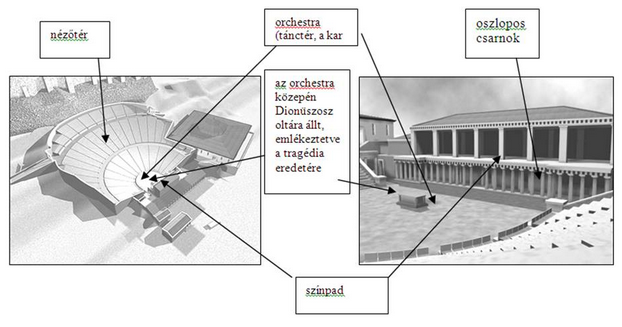 nézőtér
orchestra
(tánctér, a kar
oszlopos
csarnok
az orchestra
közepén
Dionüszosz
oltára állt,
emlékeztetve
a tragédia
eredetére
színpad